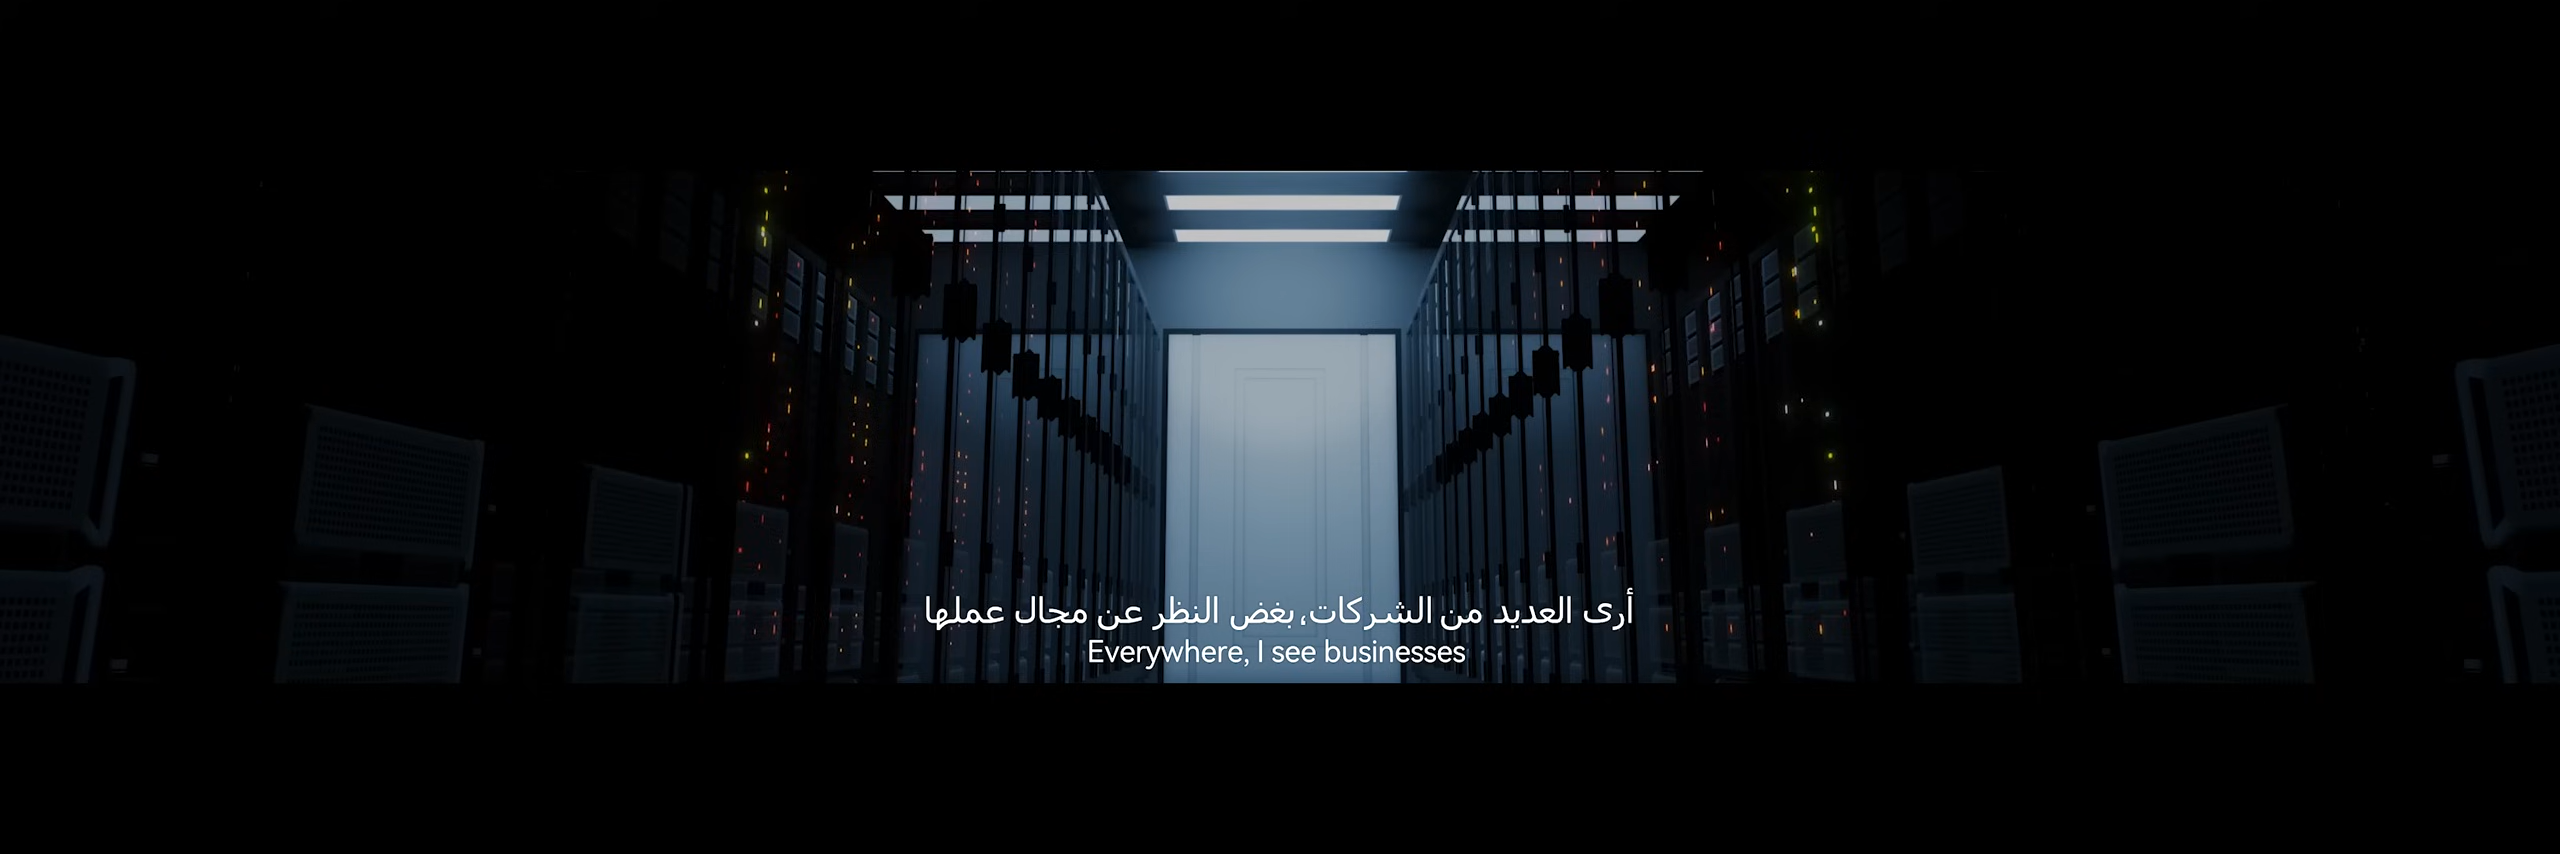 أرى العديد من الشركات، بغض النظر عن مجال عملها
Everywhere, I see businesses